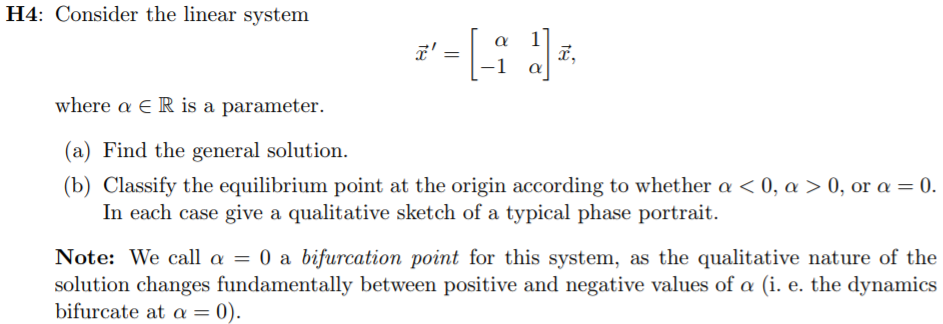 H4: Consider the linear system
x⃗′ = [ α 1 ; −1 α ] x⃗,
where α ∈ ℝ is a parameter.
(a) Find the general solution.
(b) Classify the equilibrium point at the origin according to whether α < 0, α > 0, or α = 0.
In each case give a qualitative sketch of a typical phase portrait.
Note: We call α = 0 a bifurcation point for this system, as the qualitative nature of the
solution changes fundamentally between positive and negative values of α (i. e. the dynamics
bifurcate at α = 0).